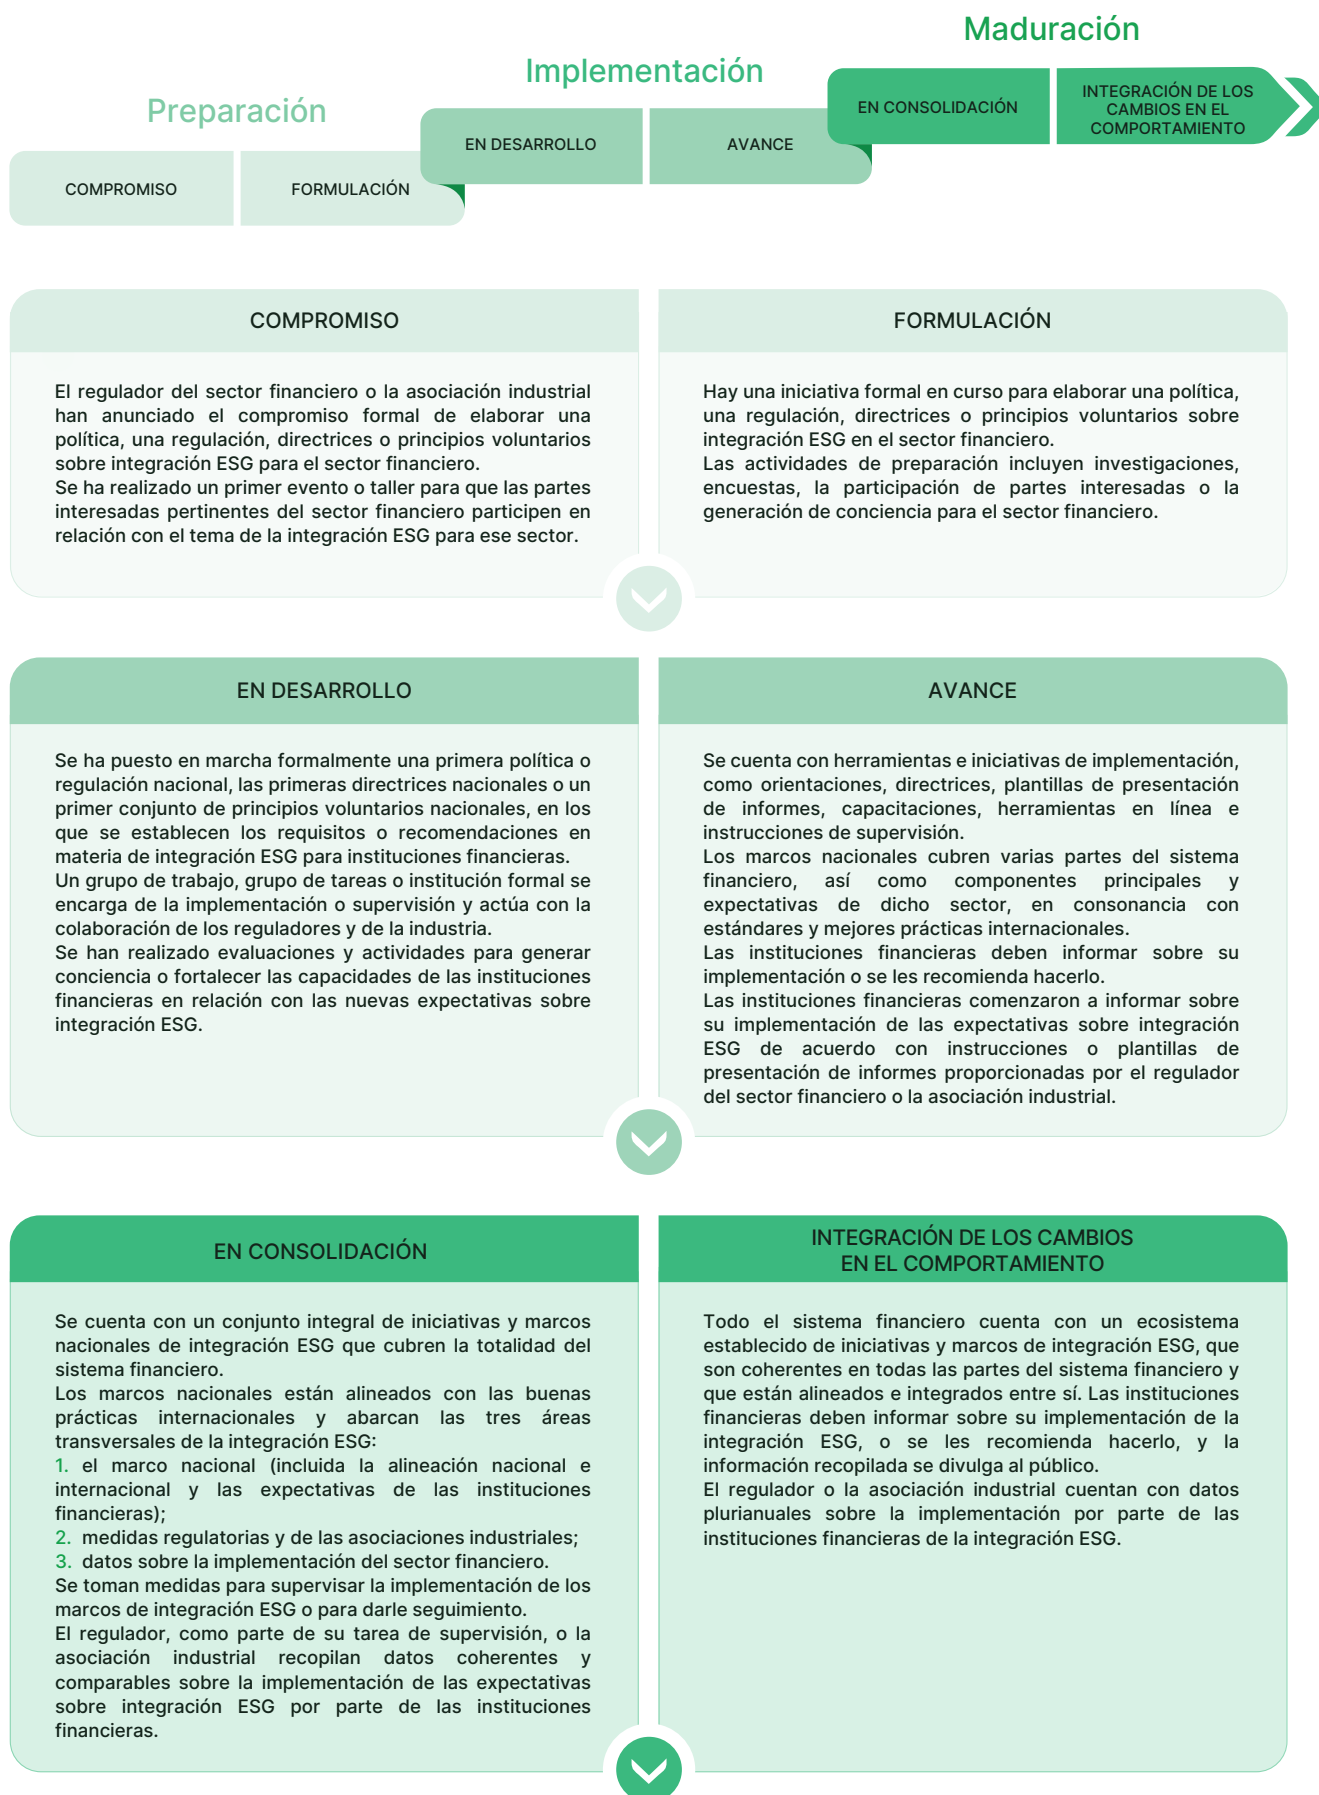 Maduración
Implementación
Preparación
EN CONSOLIDACIÓN
INTEGRACIÓN DE LOS
CAMBIOS EN EL
COMPORTAMIENTO
EN DESARROLLO
AVANCE
COMPROMISO
FORMULACIÓN
COMPROMISO
El regulador del sector financiero o la asociación industrial
han anunciado el compromiso formal de elaborar una
política, una regulación, directrices o principios voluntarios
sobre integración ESG para el sector financiero.
Se ha realizado un primer evento o taller para que las partes
interesadas pertinentes del sector financiero participen en
relación con el tema de la integración ESG para ese sector.
FORMULACIÓN
Hay una iniciativa formal en curso para elaborar una política,
una regulación, directrices o principios voluntarios sobre
integración ESG en el sector financiero.
Las actividades de preparación incluyen investigaciones,
encuestas, la participación de partes interesadas o la
generación de conciencia para el sector financiero.
EN DESARROLLO
Se ha puesto en marcha formalmente una primera política o
regulación nacional, las primeras directrices nacionales o un
primer conjunto de principios voluntarios nacionales, en los
que se establecen los requisitos o recomendaciones en
materia de integración ESG para instituciones financieras.
Un grupo de trabajo, grupo de tareas o institución formal se
encarga de la implementación o supervisión y actúa con la
colaboración de los reguladores y de la industria.
Se han realizado evaluaciones y actividades para generar
conciencia o fortalecer las capacidades de las instituciones
financieras en relación con las nuevas expectativas sobre
integración ESG.
AVANCE
Se cuenta con herramientas e iniciativas de implementación,
como orientaciones, directrices, plantillas de presentación
de informes, capacitaciones, herramientas en línea e
instrucciones de supervisión.
Los marcos nacionales cubren varias partes del sistema
financiero, así como componentes principales y
expectativas de dicho sector, en consonancia con
estándares y mejores prácticas internacionales.
Las instituciones financieras deben informar sobre su
implementación o se les recomienda hacerlo.
Las instituciones financieras comenzaron a informar sobre
su implementación de las expectativas sobre integración
ESG de acuerdo con instrucciones o plantillas de
presentación de informes proporcionadas por el regulador
del sector financiero o la asociación industrial.
EN CONSOLIDACIÓN
Se cuenta con un conjunto integral de iniciativas y marcos
nacionales de integración ESG que cubren la totalidad del
sistema financiero.
Los marcos nacionales están alineados con las buenas
prácticas internacionales y abarcan las tres áreas
transversales de la integración ESG:
1. el marco nacional (incluida la alineación nacional e
internacional y las expectativas de las instituciones
financieras);
2. medidas regulatorias y de las asociaciones industriales;
3. datos sobre la implementación del sector financiero.
Se toman medidas para supervisar la implementación de los
marcos de integración ESG o para darle seguimiento.
El regulador, como parte de su tarea de supervisión, o la
asociación industrial recopilan datos coherentes y
comparables sobre la implementación de las expectativas
sobre integración ESG por parte de las instituciones
financieras.
INTEGRACIÓN DE LOS CAMBIOS
EN EL COMPORTAMIENTO
Todo el sistema financiero cuenta con un ecosistema
establecido de iniciativas y marcos de integración ESG, que
son coherentes en todas las partes del sistema financiero y
que están alineados e integrados entre sí. Las instituciones
financieras deben informar sobre su implementación de la
integración ESG, o se les recomienda hacerlo, y la
información recopilada se divulga al público.
El regulador o la asociación industrial cuentan con datos
plurianuales sobre la implementación por parte de las
instituciones financieras de la integración ESG.